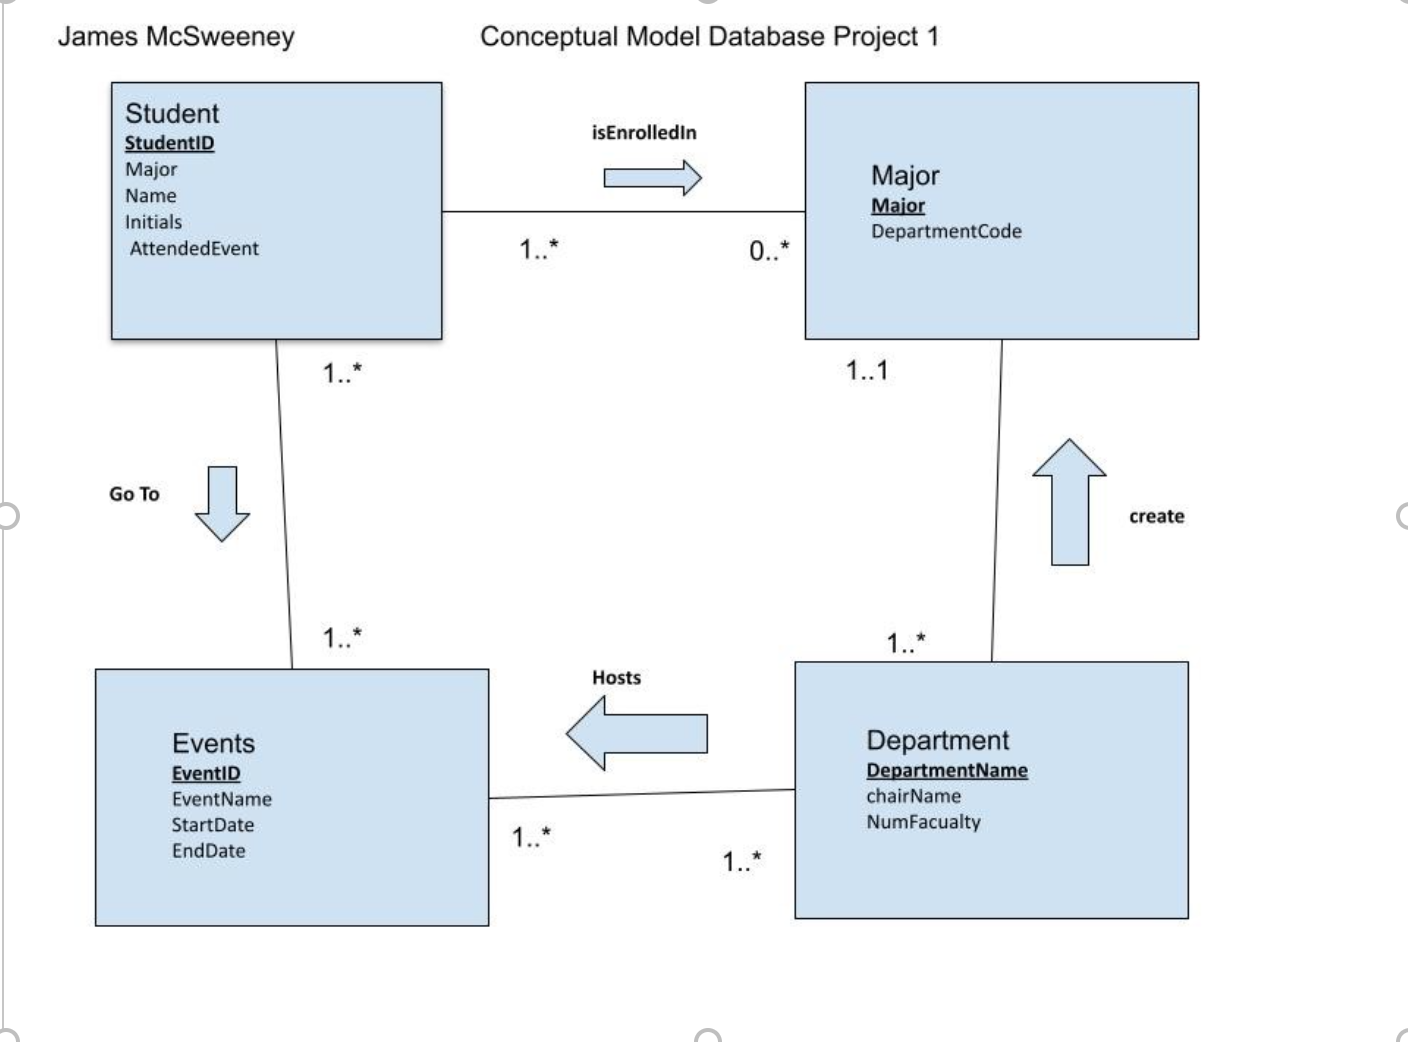 James McSweeney
Conceptual Model Database Project 1
Student
StudentID
Major
Name
Initials
AttendedEvent
isEnrolledIn
1..*
0..*
Major
Major
DepartmentCode
1..*
1..1
Go To
create
1..*
1..*
Hosts
Events
EventID
EventName
StartDate
EndDate
1..*
1..*
Department
DepartmentName
chairName
NumFacualty